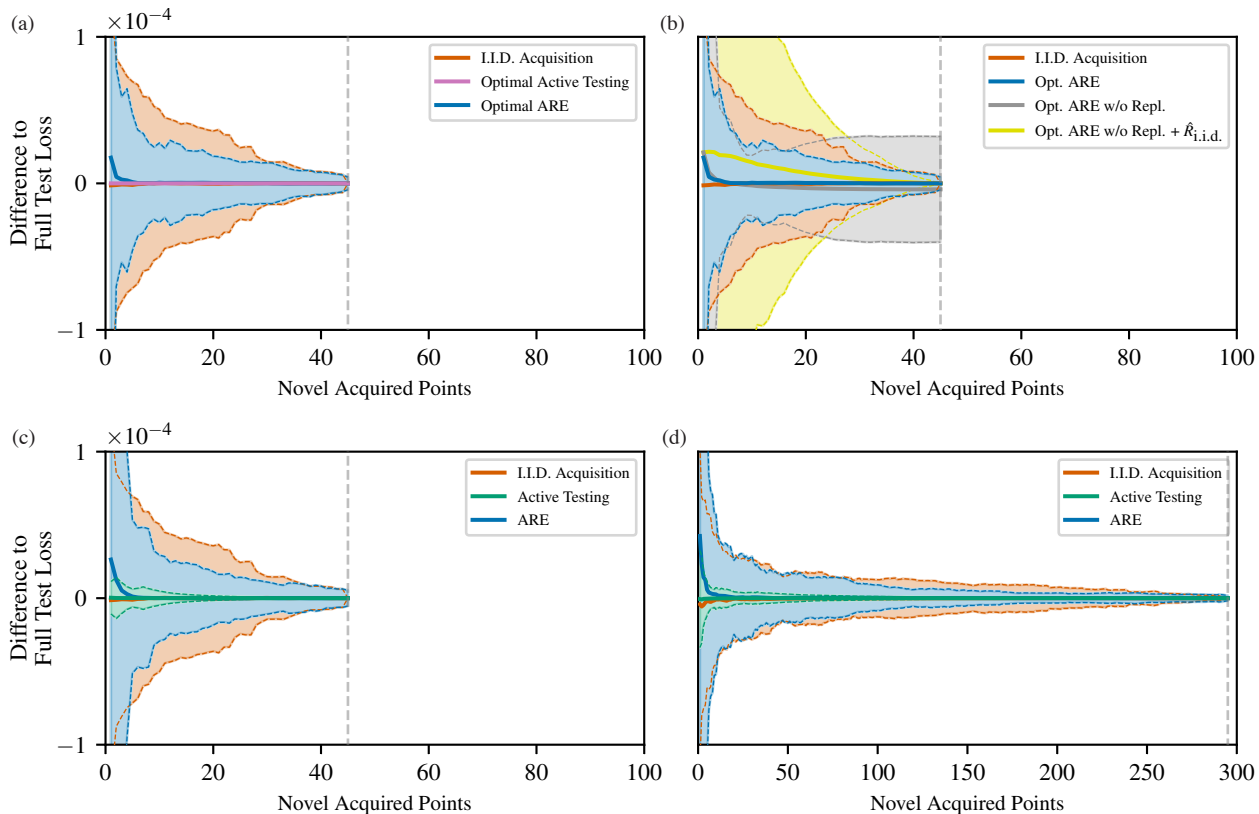 (a)
×10⁻⁴
1
0
−1
Difference to
Full Test Loss
I.I.D. Acquisition
Optimal Active Testing
Optimal ARE
0 20 40 60 80 100
Novel Acquired Points
(b)
I.I.D. Acquisition
Opt. ARE
Opt. ARE w/o Repl.
Opt. ARE w/o Repl. + R̂i.i.d.
0 20 40 60 80 100
Novel Acquired Points
(c)
×10⁻⁴
1
0
−1
Difference to
Full Test Loss
I.I.D. Acquisition
Active Testing
ARE
0 20 40 60 80 100
Novel Acquired Points
(d)
I.I.D. Acquisition
Active Testing
ARE
0 50 100 150 200 250 300
Novel Acquired Points